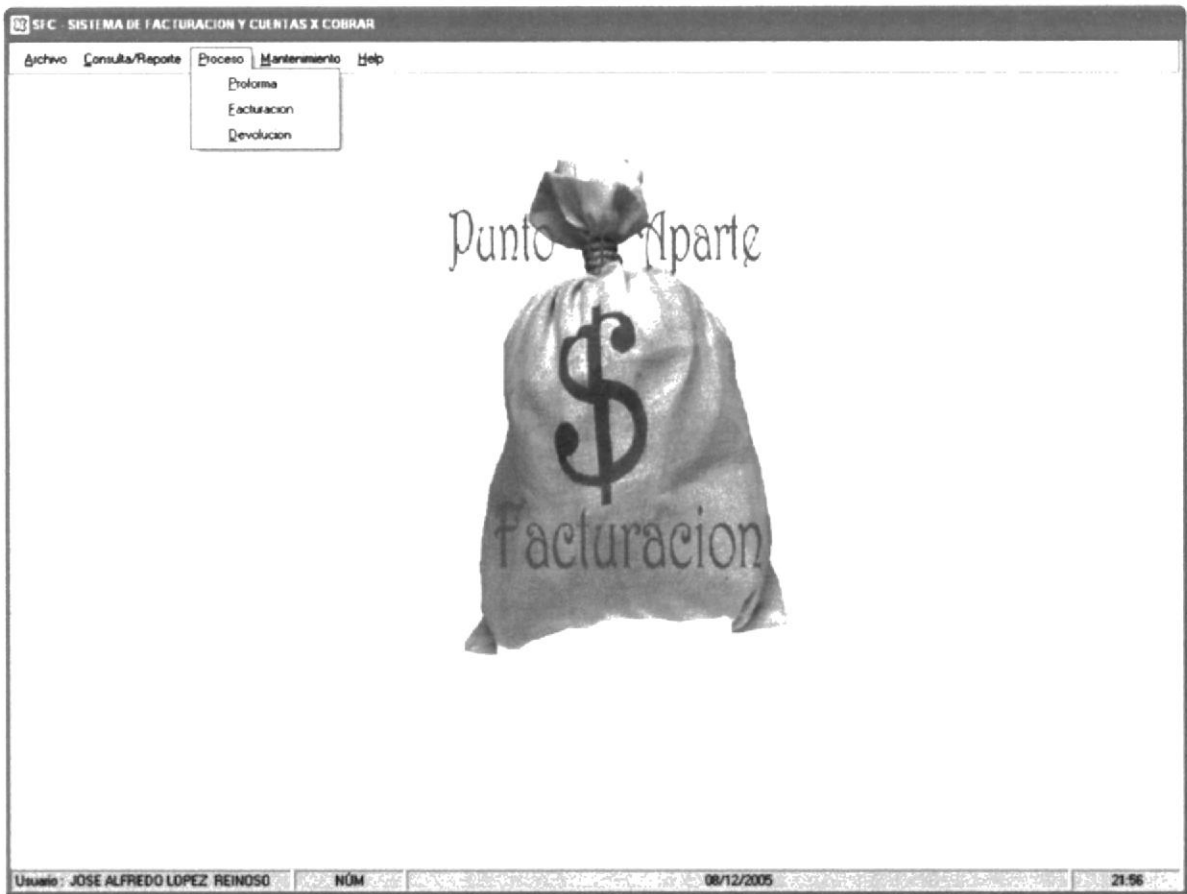 SFC - SISTEMA DE FACTURACION Y CUENTAS X COBRAR
Archivo Consulta/Reporte Proceso Mantenimiento Help
Proforma
Facturacion
Devolucion
Punto Aparte
$
Facturacion
Usuario : JOSE ALFREDO LOPEZ REINOSO NÚM 08/12/2005 21:56